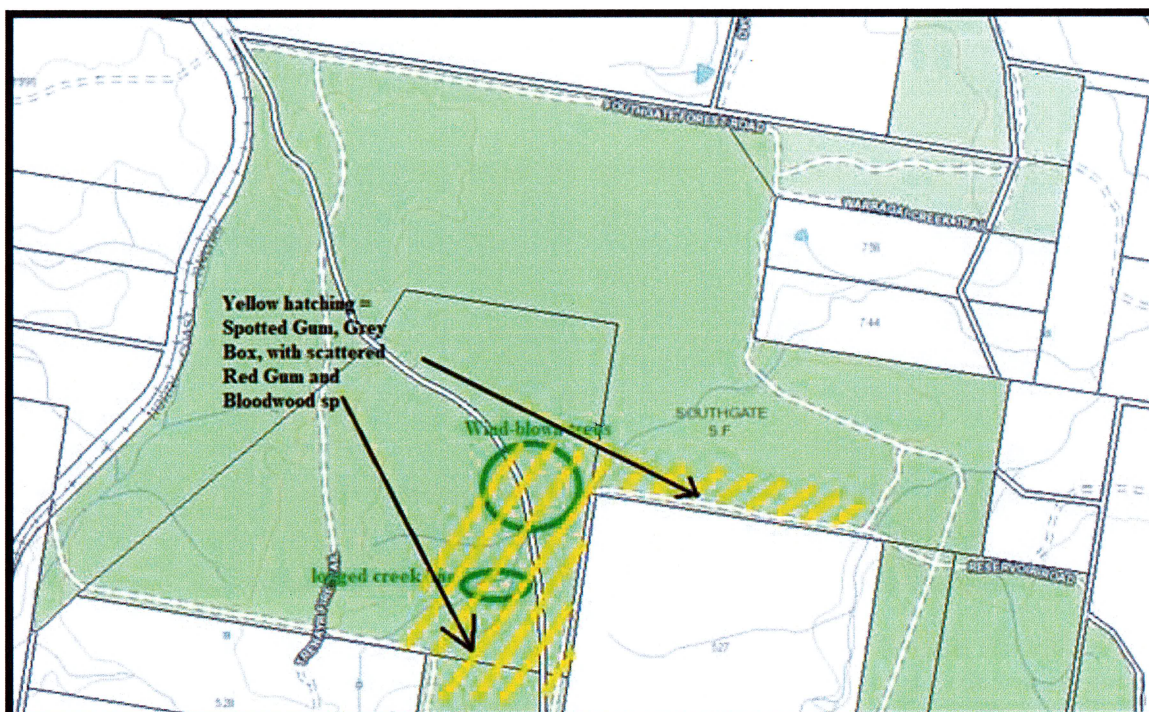 SOUTHGATE FOREST ROAD
WARRAGAI CREEK TRAIL
756
744
Yellow hatching =
Spotted Gum, Grey
Box, with scattered
Red Gum and
Bloodwood sp
SOUTHGATE
S.F
Wind-blown trees
logged creek
RESERVOIR ROAD
527
528